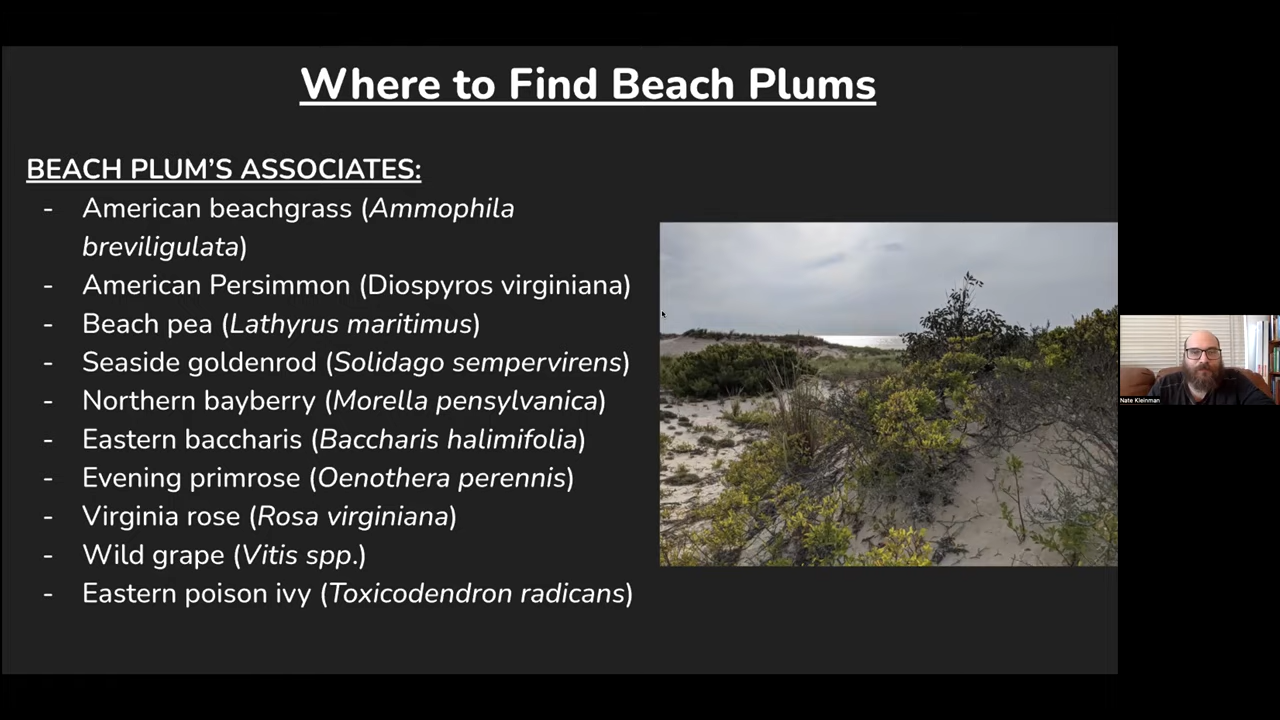 Where to Find Beach Plums
BEACH PLUM'S ASSOCIATES:
- American beachgrass (Ammophila
breviligulata)
- American Persimmon (Diospyros virginiana)
- Beach pea (Lathyrus maritimus)
- Seaside goldenrod (Solidago sempervirens)
- Northern bayberry (Morella pensylvanica)
- Eastern baccharis (Baccharis halimifolia)
- Evening primrose (Oenothera perennis)
- Virginia rose (Rosa virginiana)
- Wild grape (Vitis spp.)
- Eastern poison ivy (Toxicodendron radicans)
Nate Kleinman